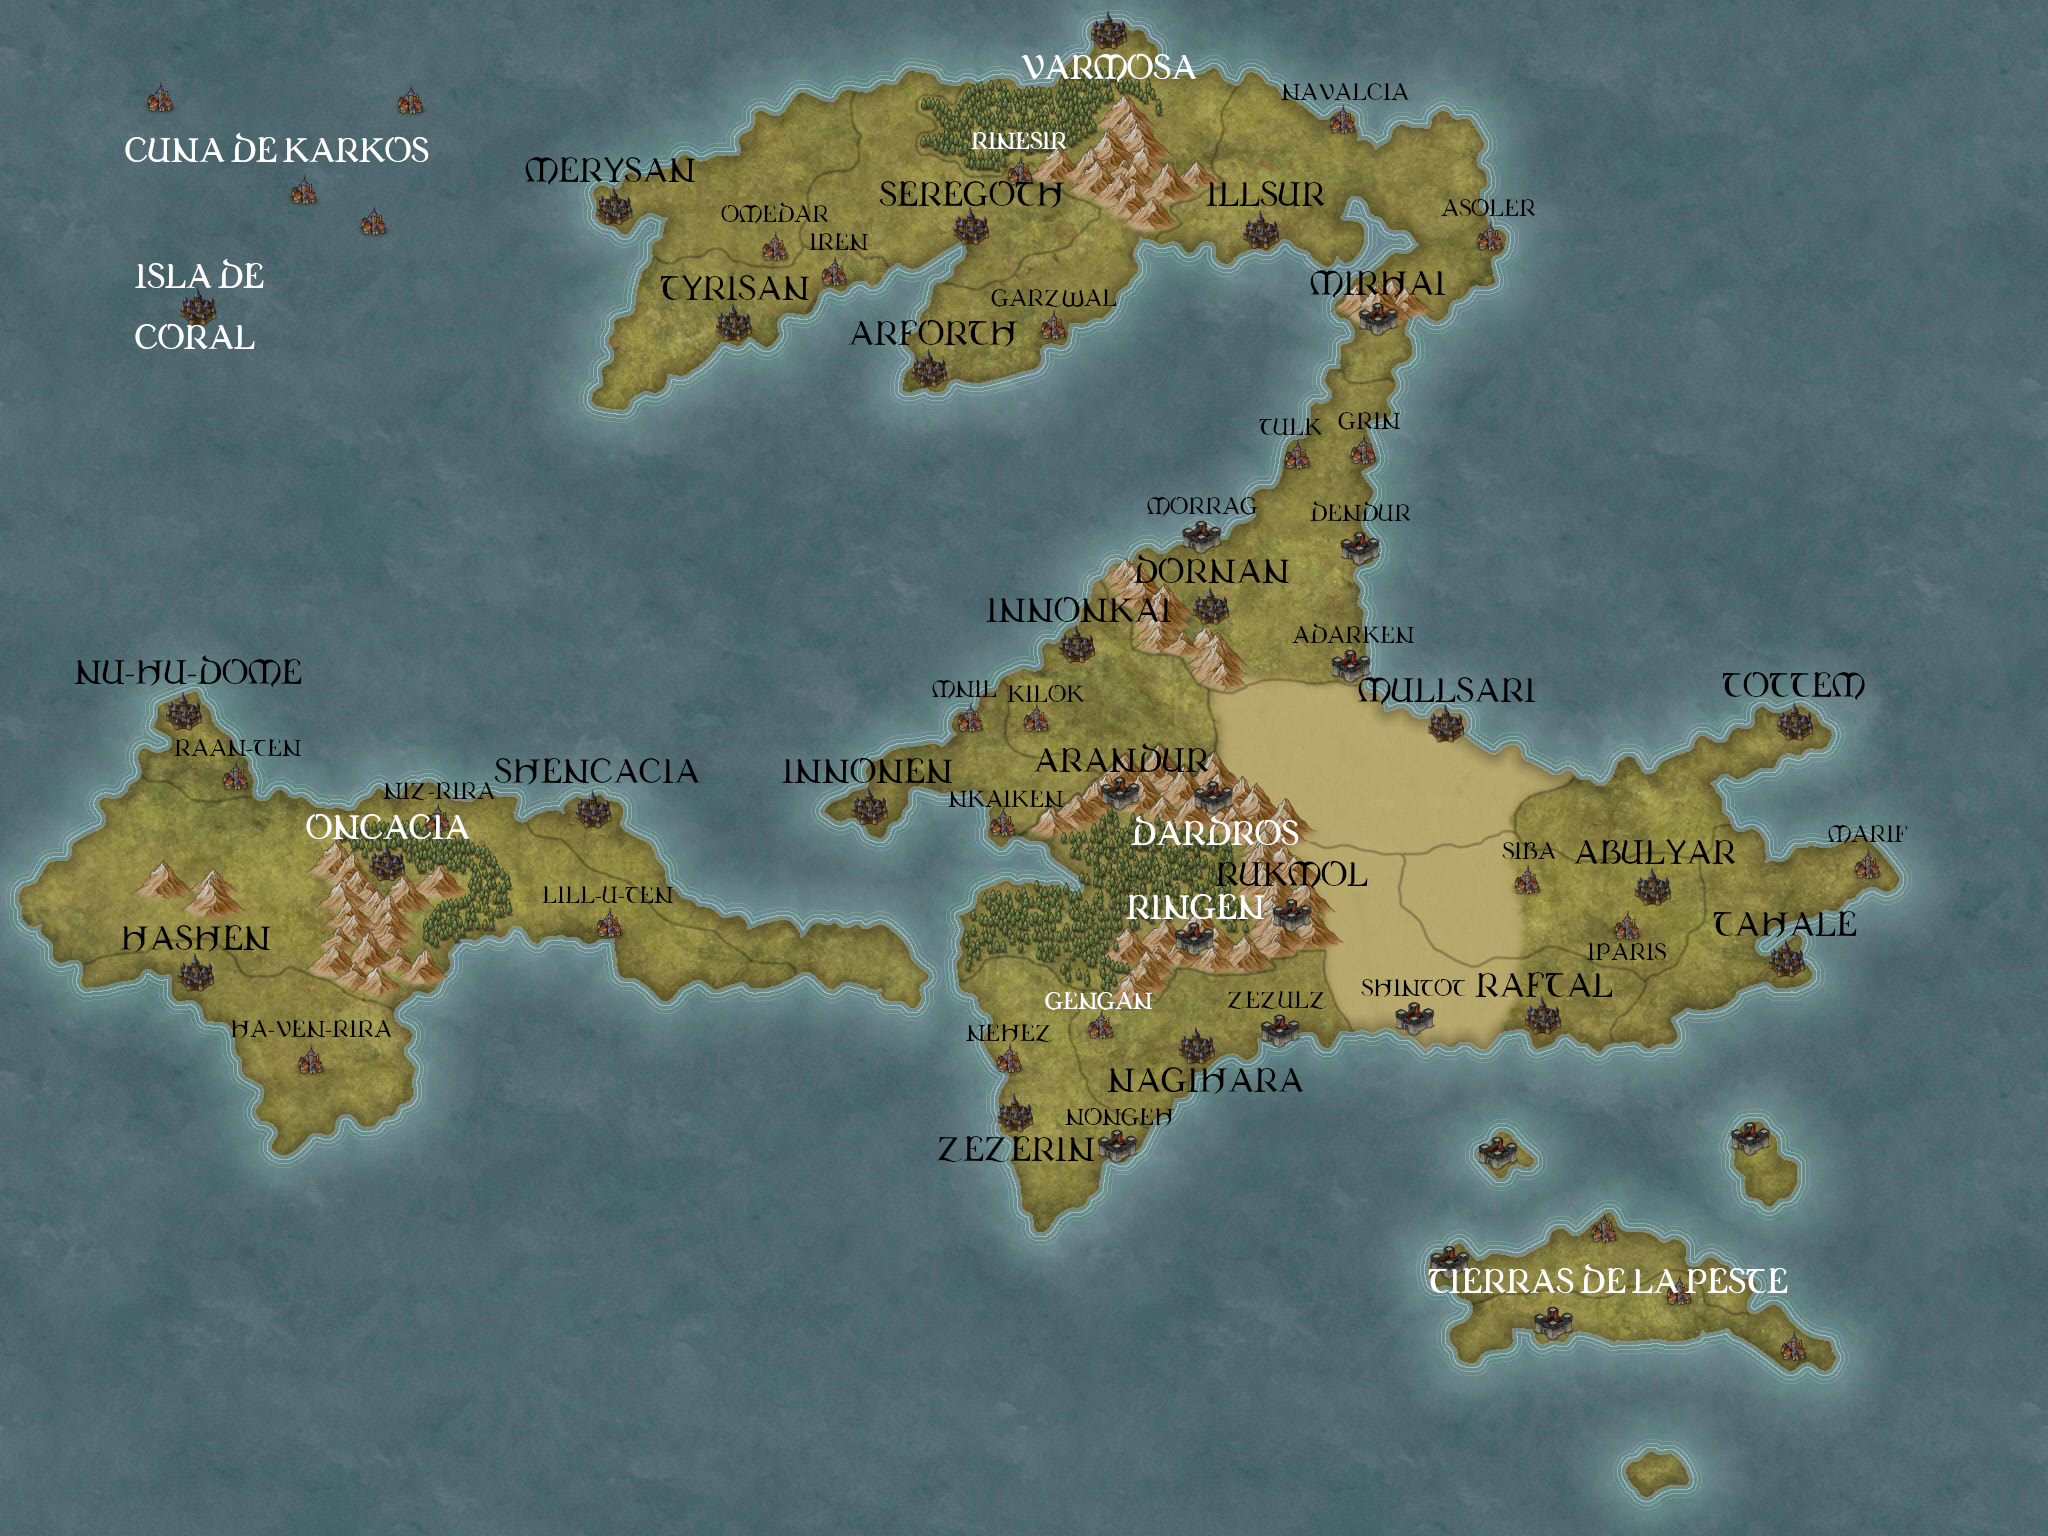 VARMOSA
NAVALCIA
CUNA DE KARKOS
RINESIR
MERYSAN
SEREGOTH
ILLSUR
OMEDAR
ASOLER
IREN
ISLA DE
CORAL
TYRISAN
MIRHAI
GARZWAL
ARFORTH
TULK
GRIN
MORRAG
DENDUR
DORNAN
INNONKAI
ADARKEN
NU-HU-DOME
MNIL
KILOK
MULLSARI
TOTTEM
RAAN-TEN
SHENCACIA
INNONEN
ARANDUR
NIZ-RIRA
NKAIKEN
ONCACIA
DARDROS
MARIF
SIBA
ABULYAR
RUKMOL
LILL-U-TEN
RINGEN
HASHEN
TAHALE
IPARIS
SHINTOT
RAFTAL
GENGAN
ZEZULZ
HA-VEN-RIRA
NEHEZ
NAGIHARA
NONGEH
ZEZERIN
TIERRAS DE LA PESTE